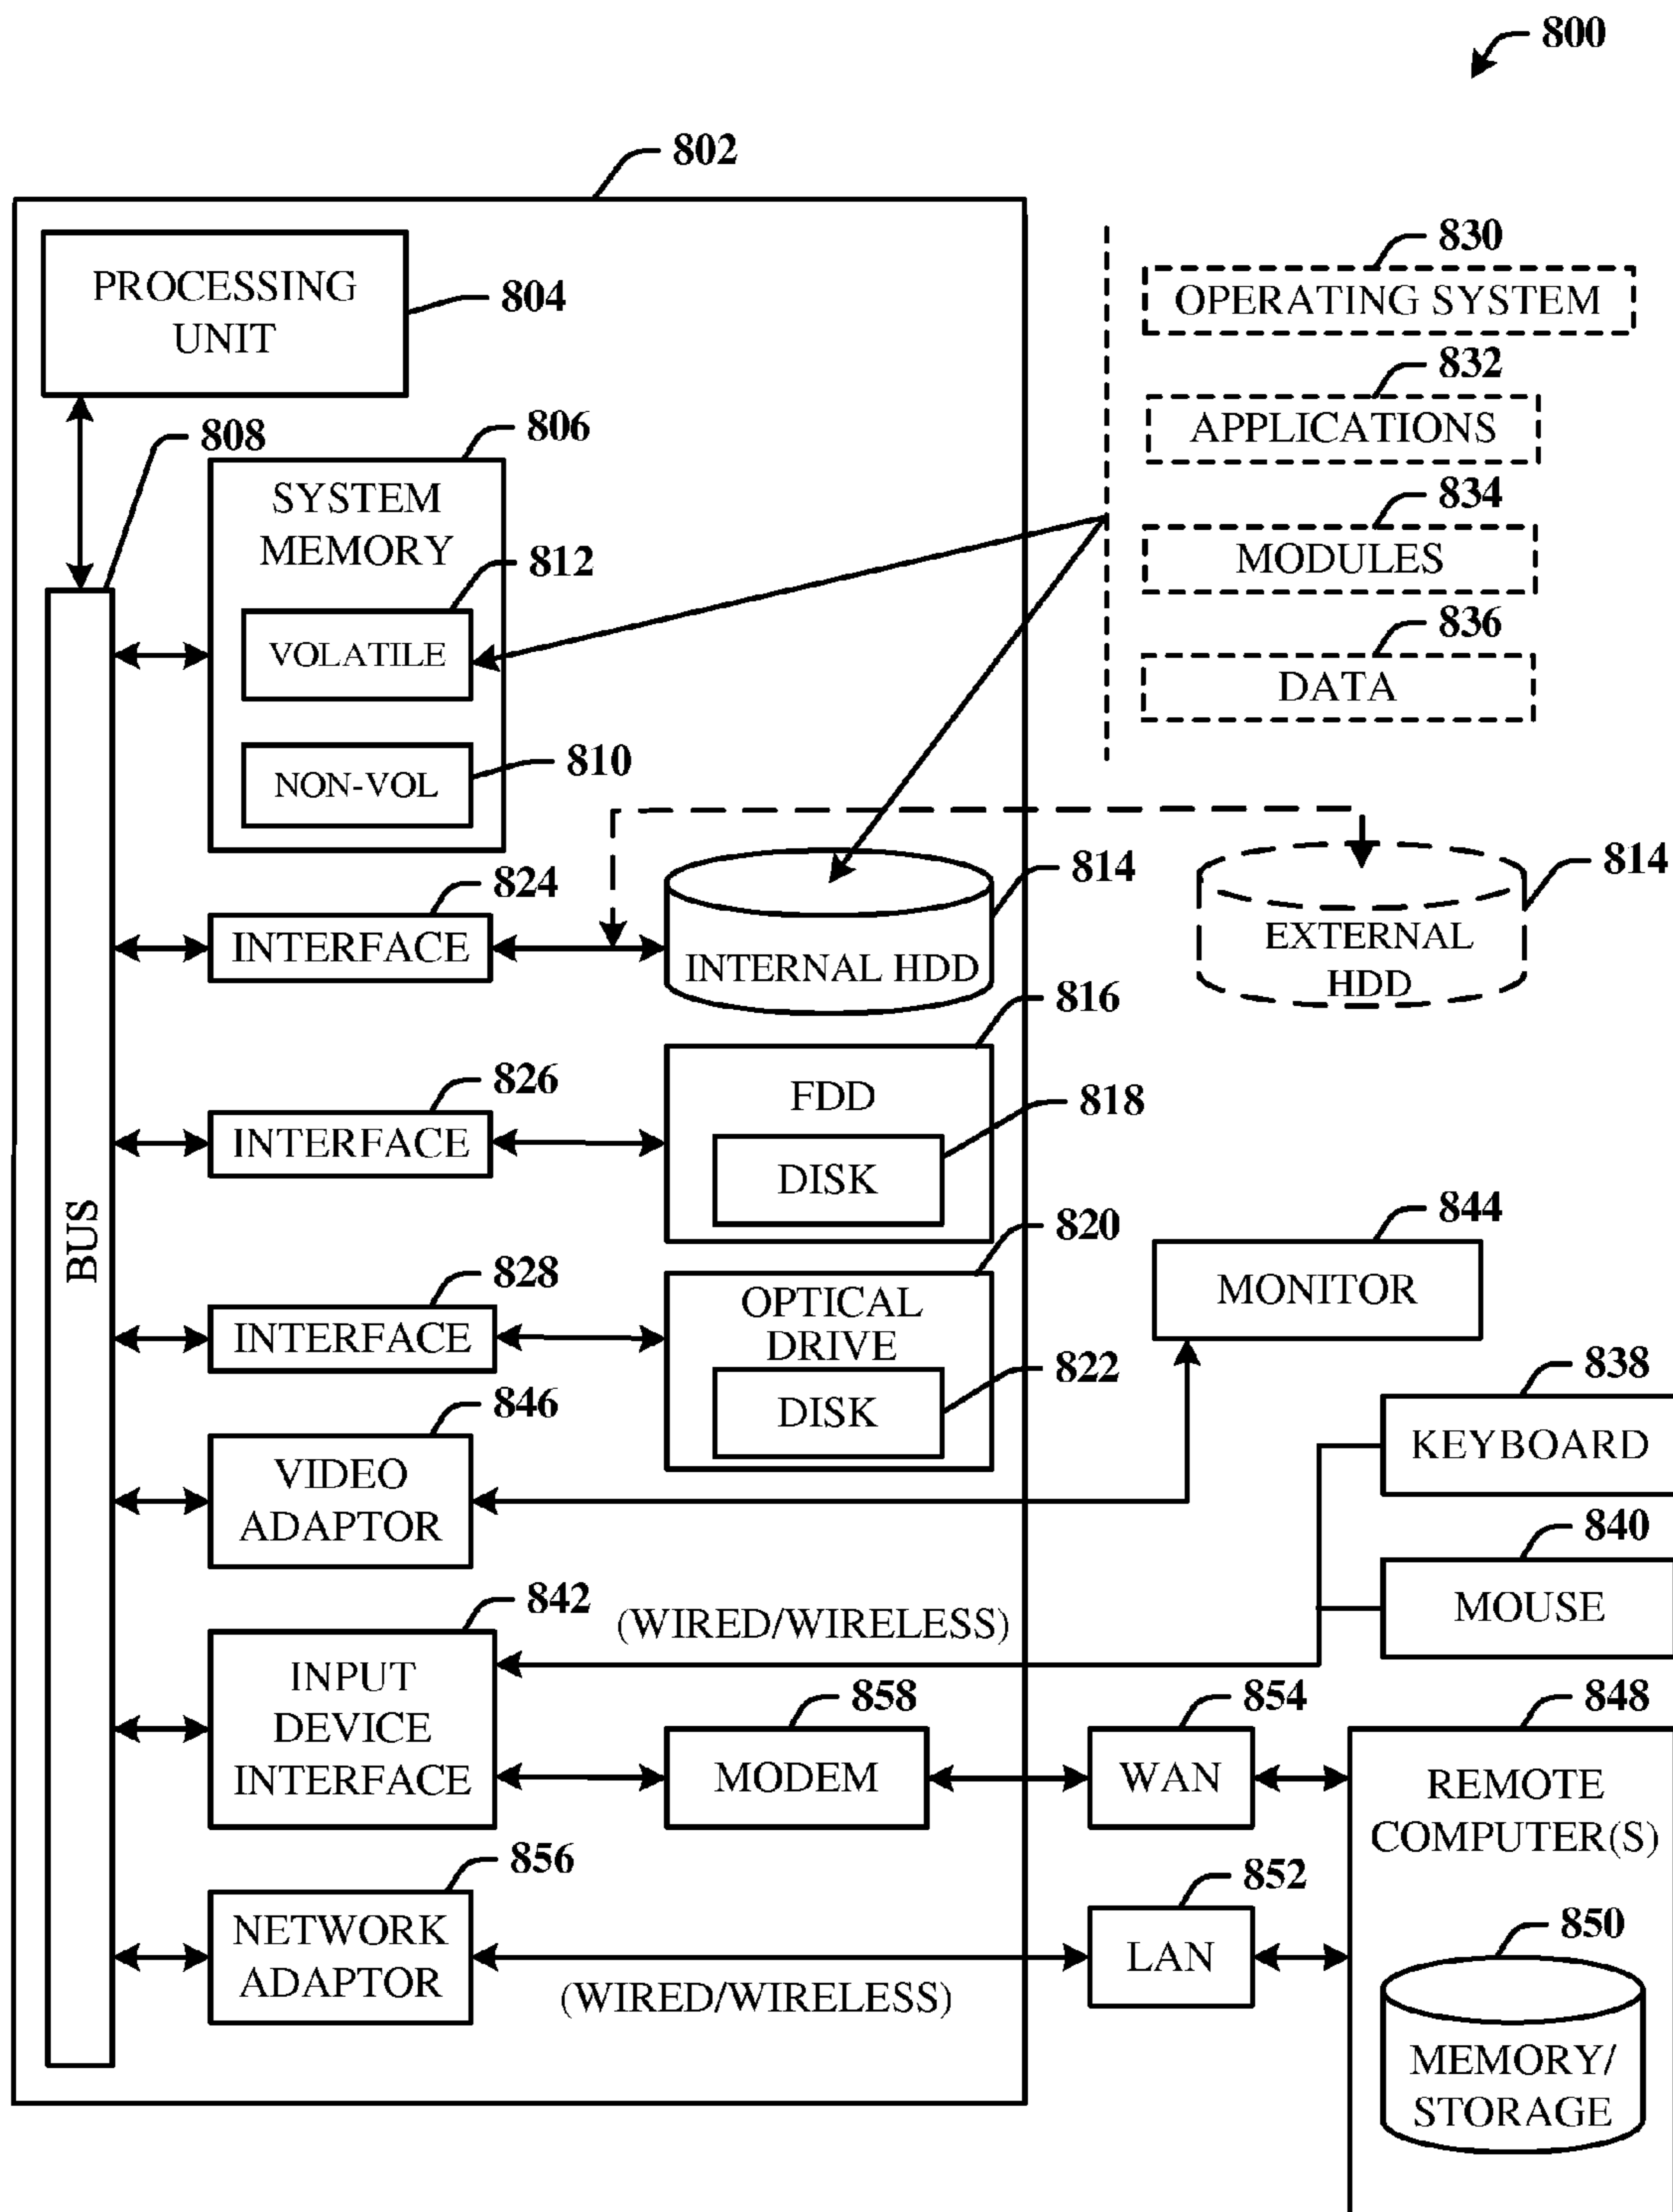 800
802
PROCESSING
UNIT
804
830
OPERATING SYSTEM
832
APPLICATIONS
834
MODULES
836
DATA
808
806
SYSTEM
MEMORY
812
VOLATILE
810
NON-VOL
824
INTERFACE
814
INTERNAL HDD
814
EXTERNAL
HDD
816
826
INTERFACE
FDD
818
DISK
BUS
820
828
INTERFACE
OPTICAL
DRIVE
822
DISK
844
MONITOR
838
KEYBOARD
846
VIDEO
ADAPTOR
840
MOUSE
842
(WIRED/WIRELESS)
INPUT
DEVICE
INTERFACE
858
MODEM
854
WAN
848
REMOTE
COMPUTER(S)
856
NETWORK
ADAPTOR
(WIRED/WIRELESS)
852
LAN
850
MEMORY/
STORAGE